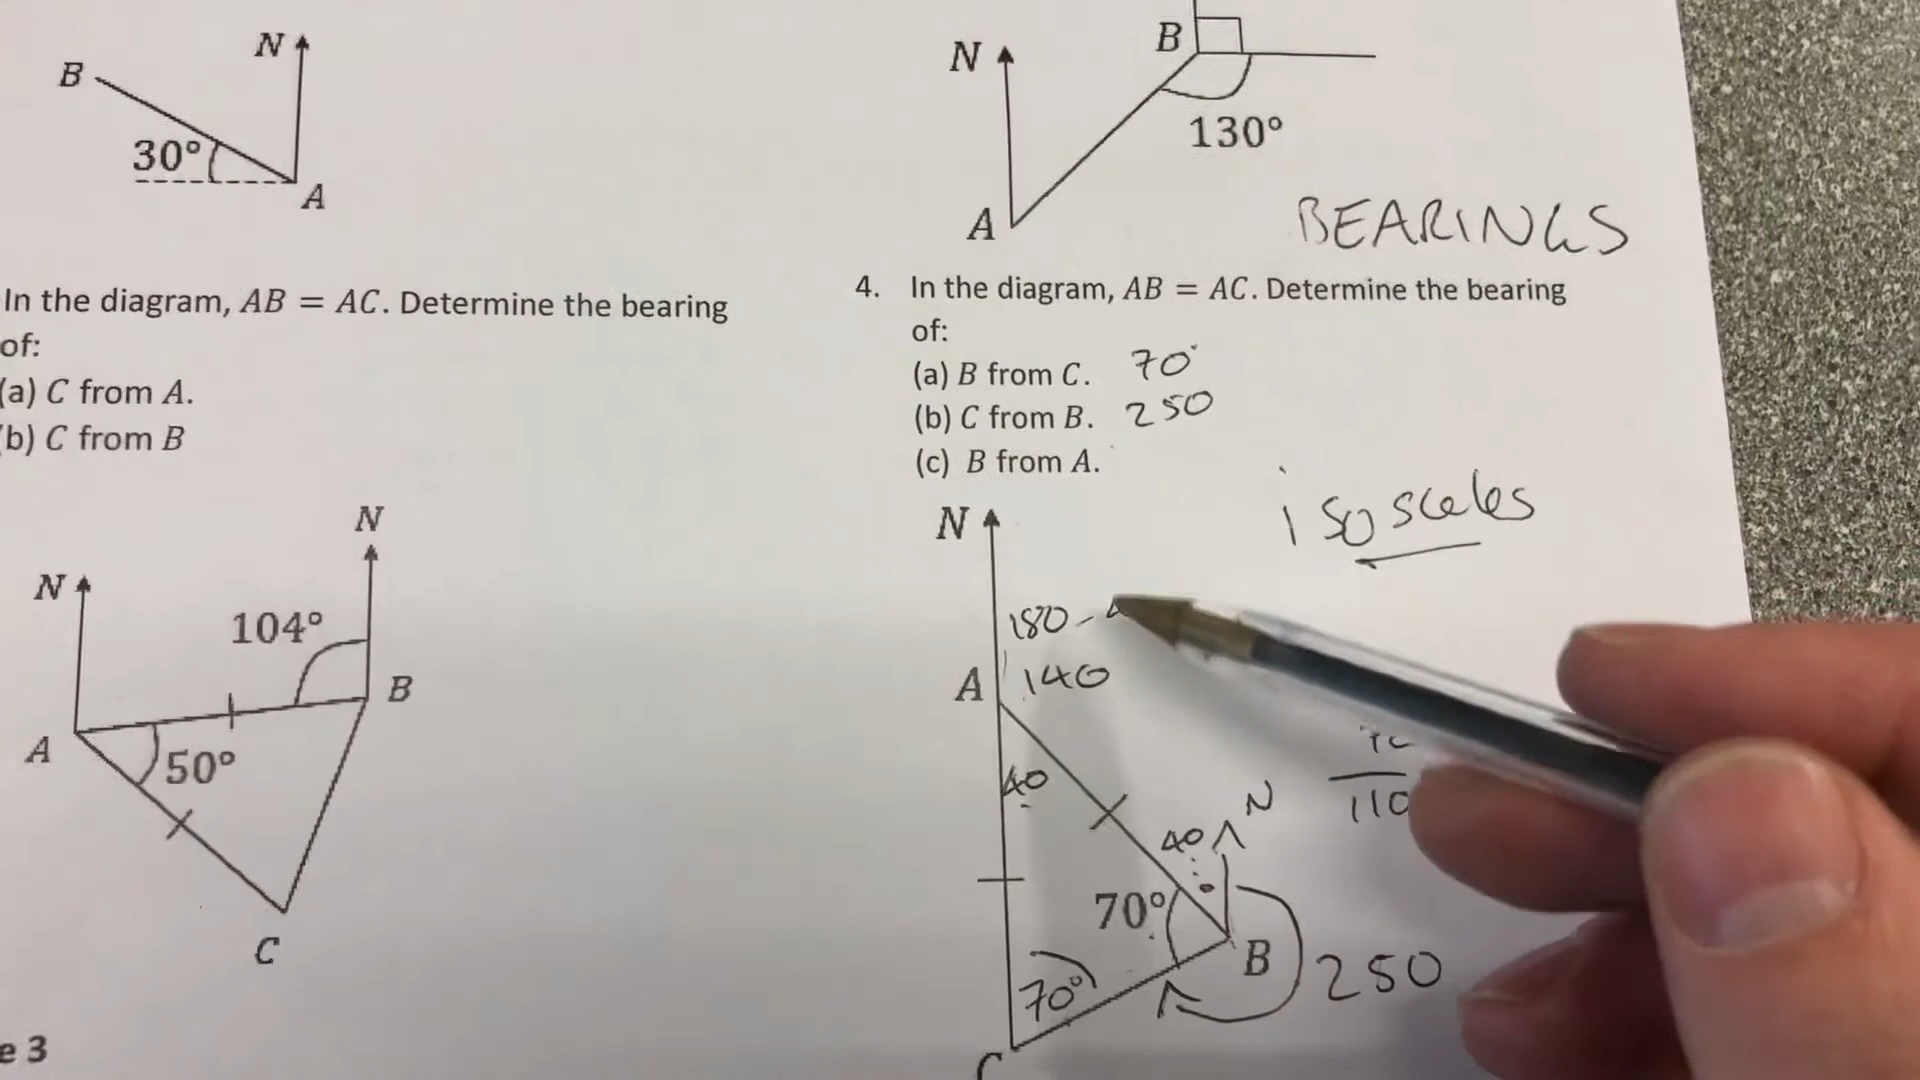 N
B
30°
A
N
B
130°
A
BEARINGS
In the diagram, AB = AC. Determine the bearing
of:
(a) C from A.
(b) C from B
N
N
104°
B
A
50°
C
e 3
4. In the diagram, AB = AC. Determine the bearing
of:
(a) B from C. 70°
(b) C from B. 250
(c) B from A.
isosceles
N
180 -
A 140
40
N
40
110
70°
B
250
70°
C